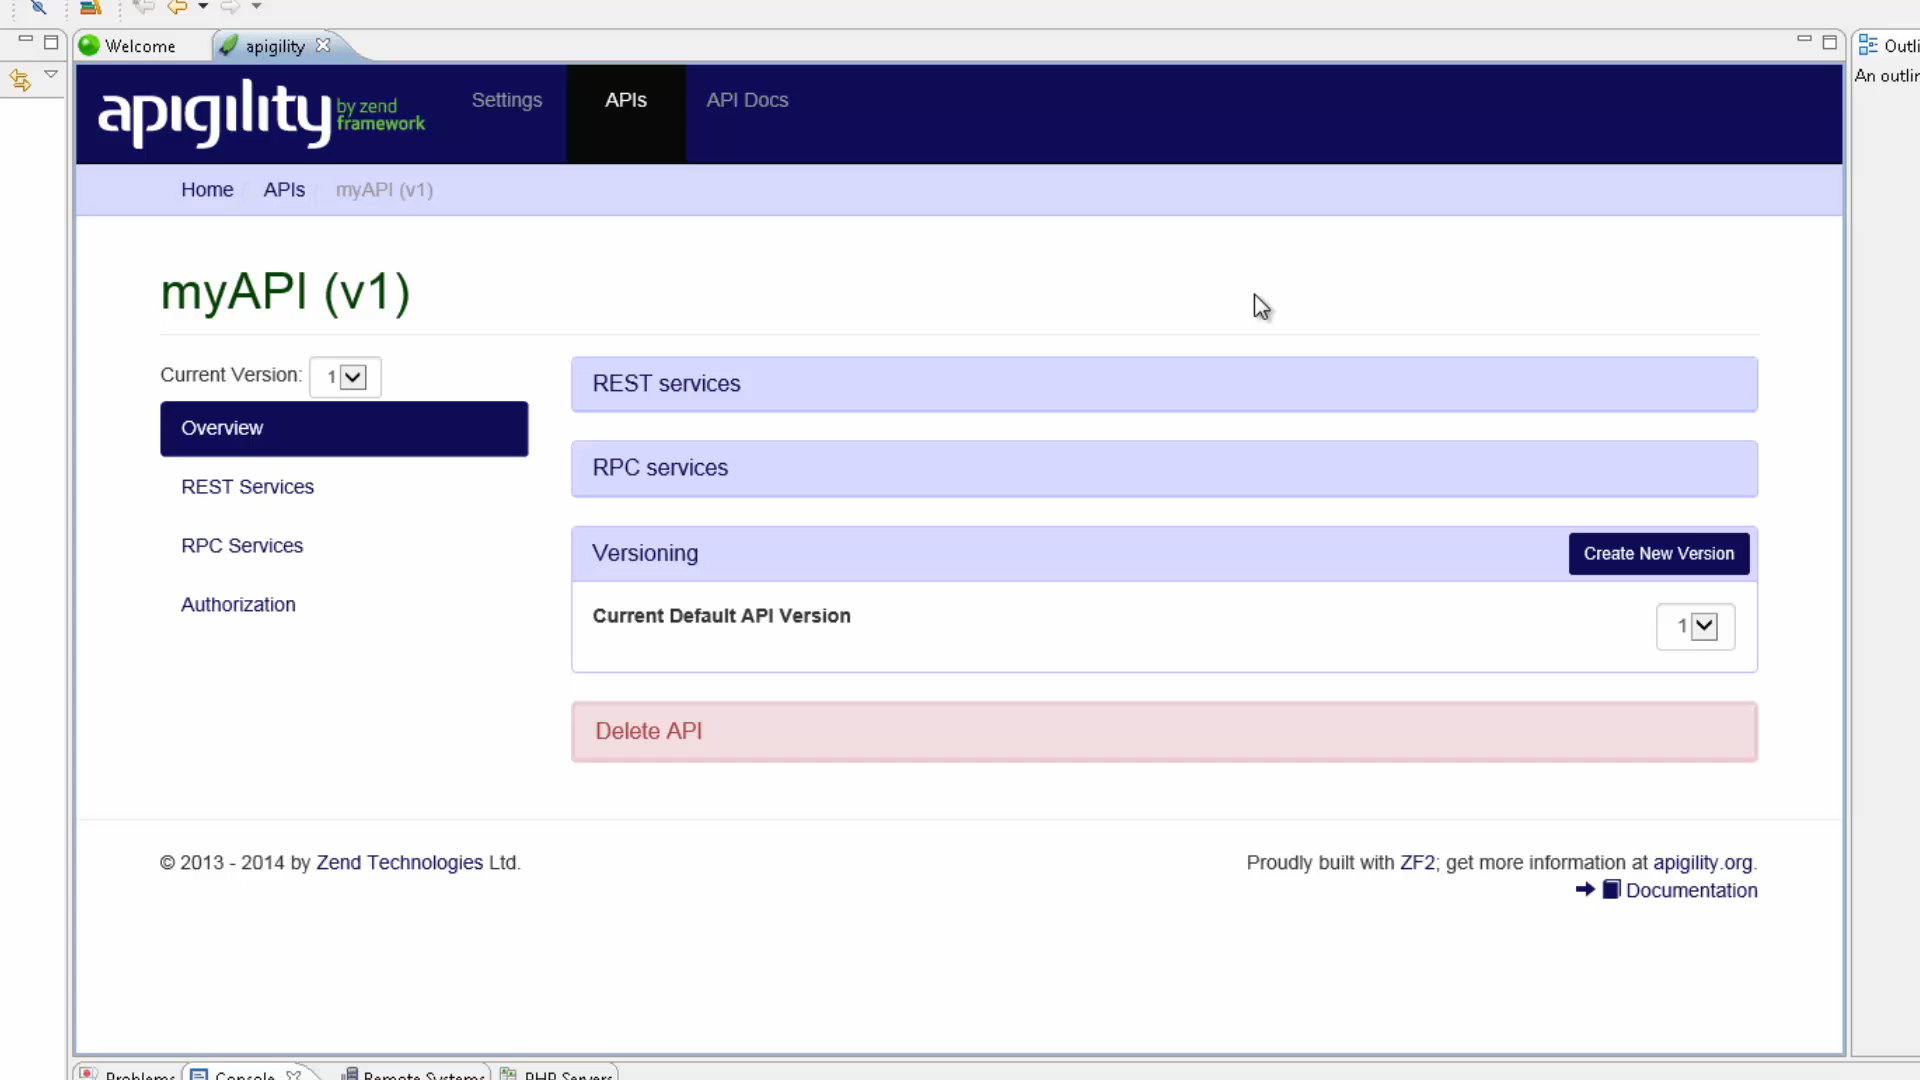 Welcome
apigility
Outli
An outlin
apigility by zend framework
Settings
APIs
API Docs
Home
APIs
myAPI (v1)
myAPI (v1)
Current Version: 1
REST services
Overview
RPC services
REST Services
Versioning
Create New Version
RPC Services
Current Default API Version
1
Authorization
Delete API
© 2013 - 2014 by Zend Technologies Ltd.
Proudly built with ZF2; get more information at apigility.org.
Documentation
Problems
Console
Remote Systems
PHP Servers